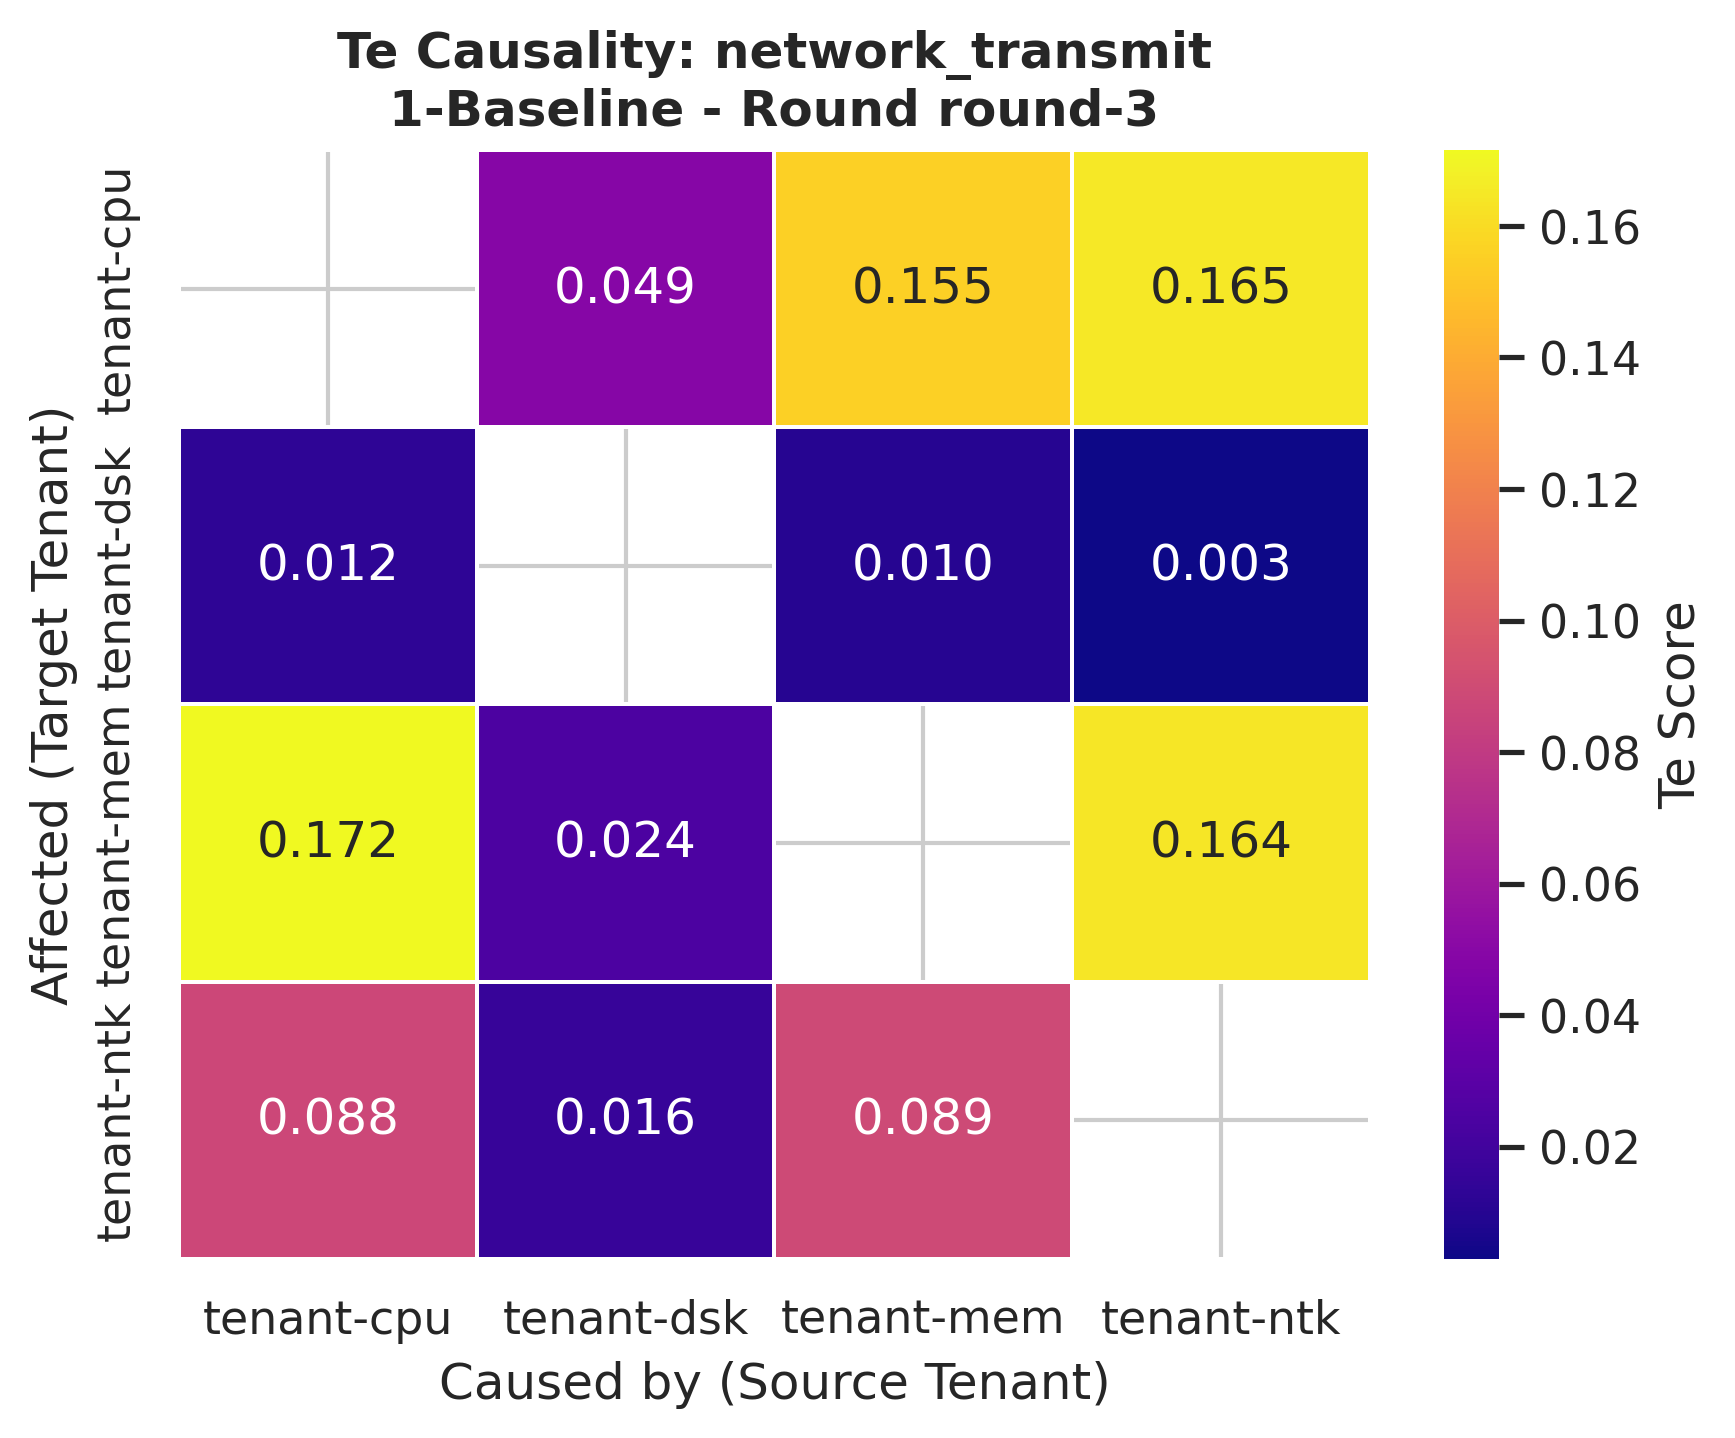 Te Causality: network_transmit
1-Baseline - Round round-3
Affected (Target Tenant)
tenant-cpu
0.049
0.155
0.165
tenant-dsk
0.012
0.010
0.003
tenant-mem
0.172
0.024
0.164
tenant-ntk
0.088
0.016
0.089
tenant-cpu
tenant-dsk
tenant-mem
tenant-ntk
Caused by (Source Tenant)
0.16
0.14
0.12
0.10
0.08
0.06
0.04
0.02
Te Score